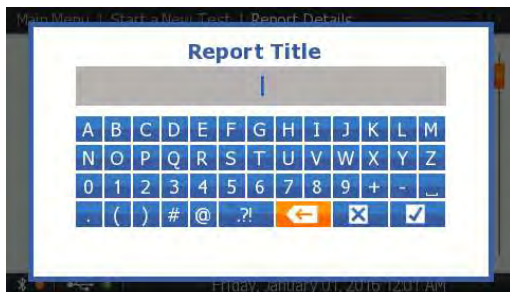 Main Menu | Start a New Test | Report Details
Report Title
A B C D E F G H I J K L M
N O P Q R S T U V W X Y Z
0 1 2 3 4 5 6 7 8 9 + - _
. ( ) # @ .?!
Friday, January 01, 2016 12:01 AM